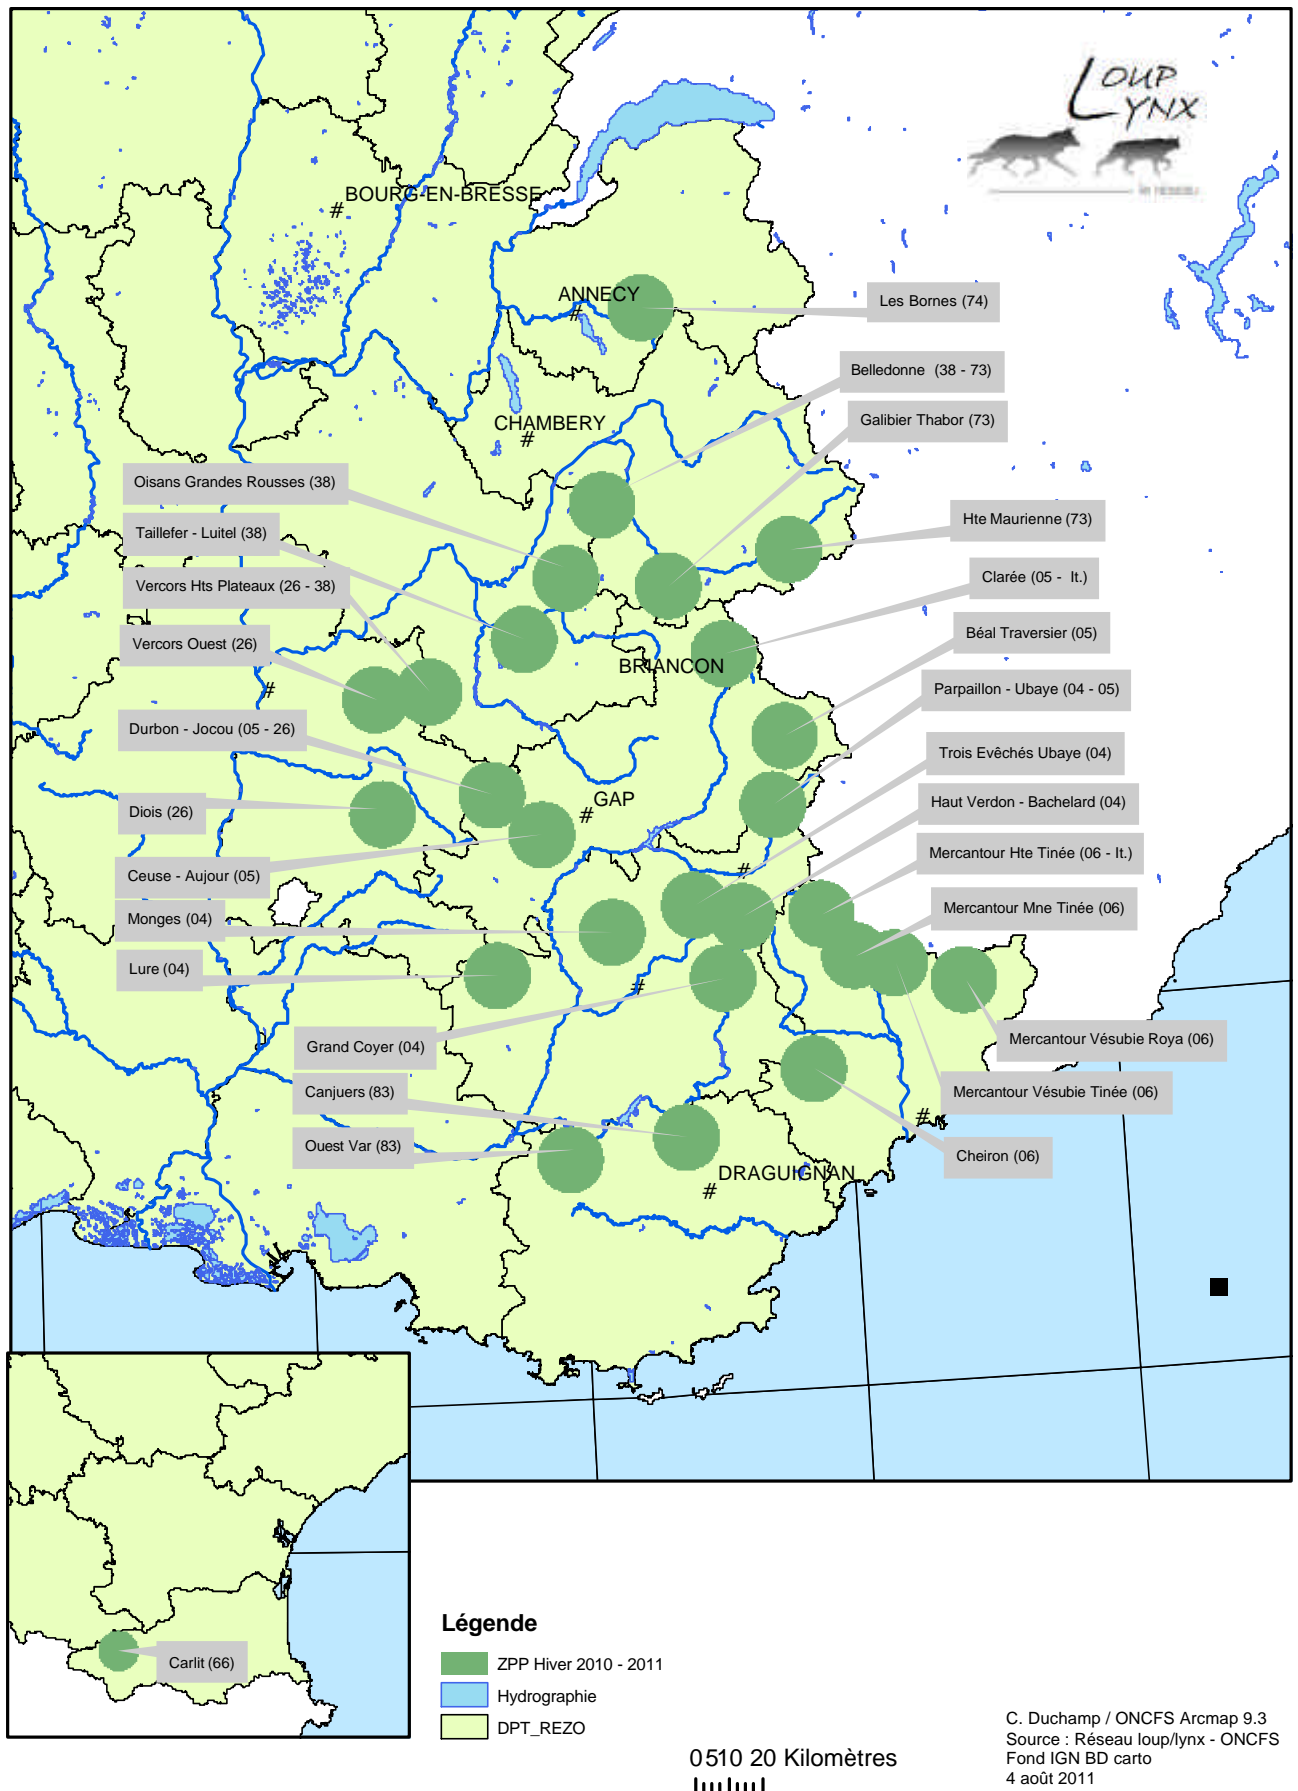 LOUP
LYNX
le réseau
BOURG-EN-BRESSE
#
ANNECY
#
Les Bornes (74)
Belledonne (38 - 73)
CHAMBERY
#
Galibier Thabor (73)
Oisans Grandes Rousses (38)
Hte Maurienne (73)
Taillefer - Luitel (38)
Clarée (05 - It.)
Vercors Hts Plateaux (26 - 38)
Béal Traversier (05)
Vercors Ouest (26)
BRIANCON
#
Parpaillon - Ubaye (04 - 05)
Durbon - Jocou (05 - 26)
Trois Evêchés Ubaye (04)
GAP
#
Haut Verdon - Bachelard (04)
Diois (26)
Mercantour Hte Tinée (06 - It.)
Ceuse - Aujour (05)
#
Mercantour Mne Tinée (06)
Monges (04)
Lure (04)
#
Grand Coyer (04)
Mercantour Vésubie Roya (06)
Canjuers (83)
Mercantour Vésubie Tinée (06)
#
Ouest Var (83)
Cheiron (06)
DRAGUIGNAN
#
Carlit (66)
Légende
ZPP Hiver 2010 - 2011
Hydrographie
DPT_REZO
0510 20 Kilomètres
C. Duchamp / ONCFS Arcmap 9.3
Source : Réseau loup/lynx - ONCFS
Fond IGN BD carto
4 août 2011